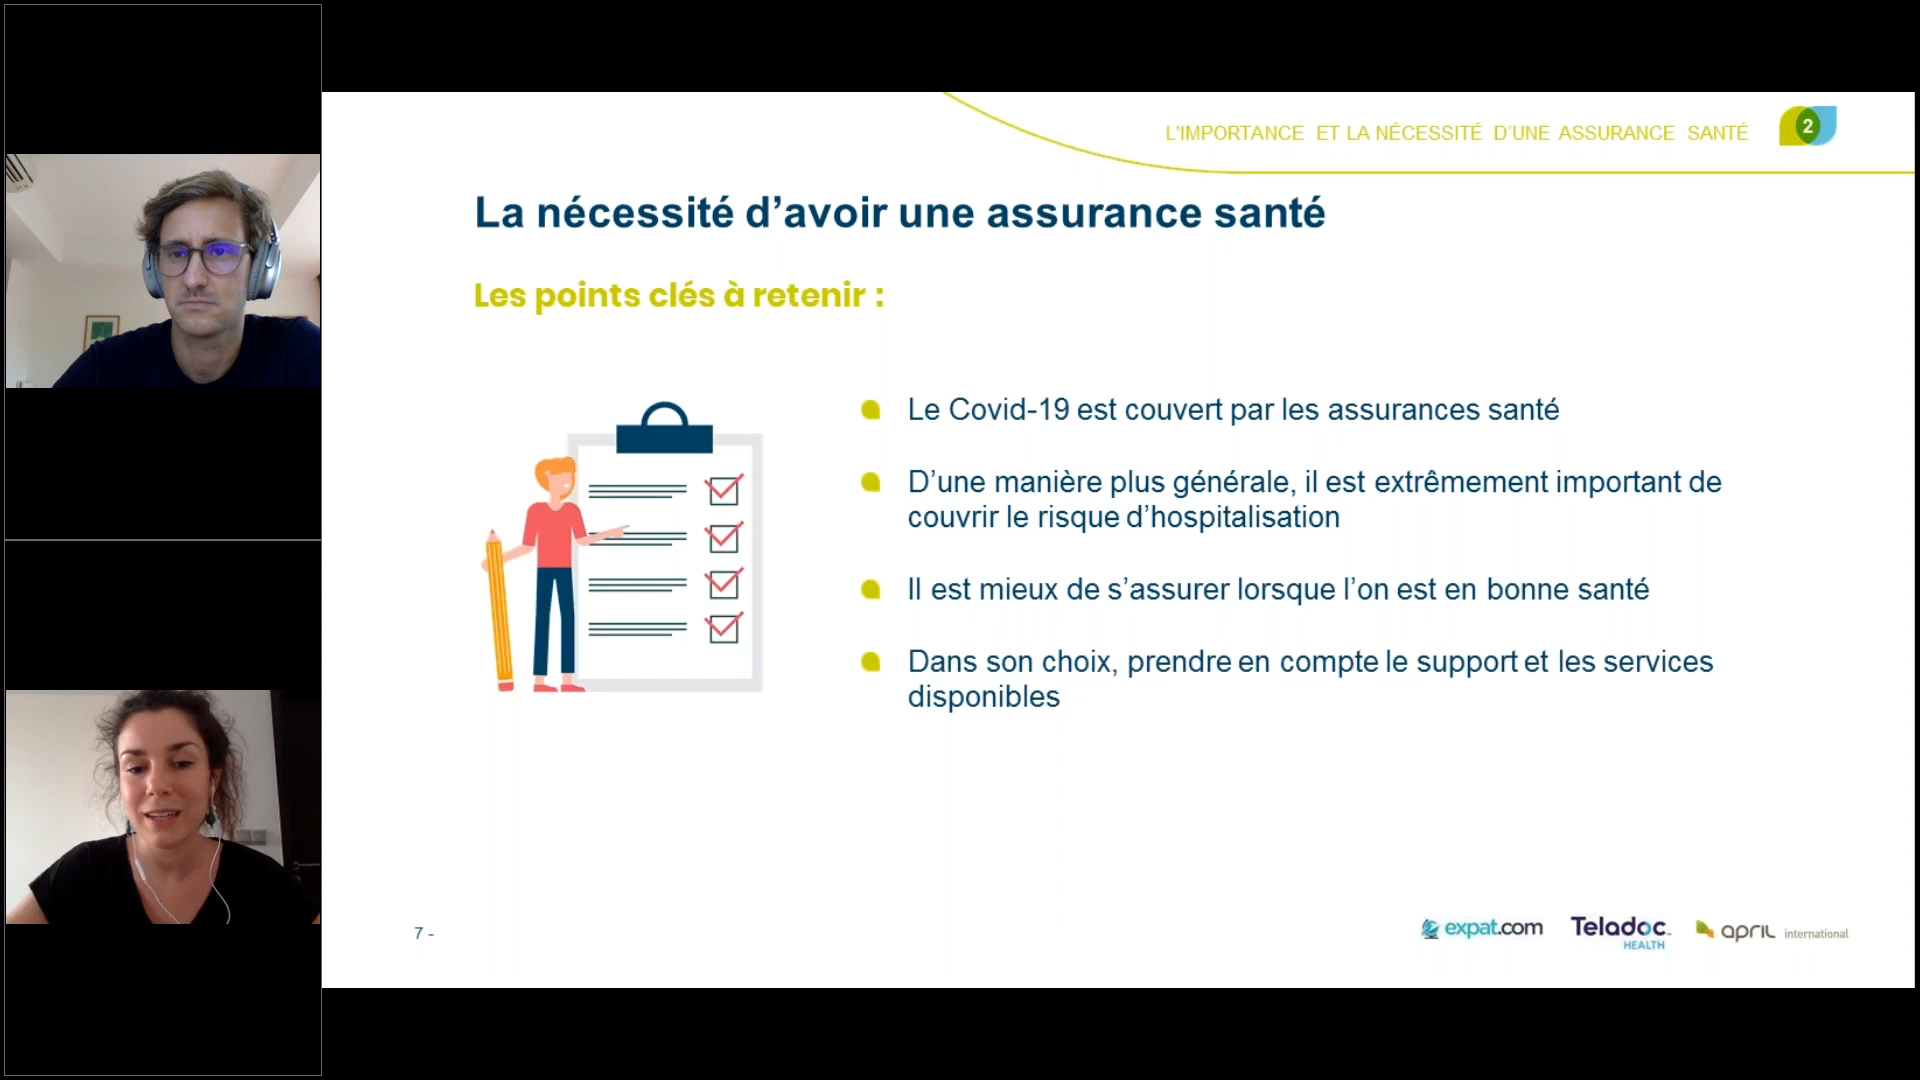 L'IMPORTANCE ET LA NÉCESSITÉ D'UNE ASSURANCE SANTÉ
2
La nécessité d’avoir une assurance santé
Les points clés à retenir :
Le Covid-19 est couvert par les assurances santé
D’une manière plus générale, il est extrêmement important de
couvrir le risque d’hospitalisation
Il est mieux de s’assurer lorsque l’on est en bonne santé
Dans son choix, prendre en compte le support et les services
disponibles
7 -
expat.com
Teladoc
HEALTH
april international